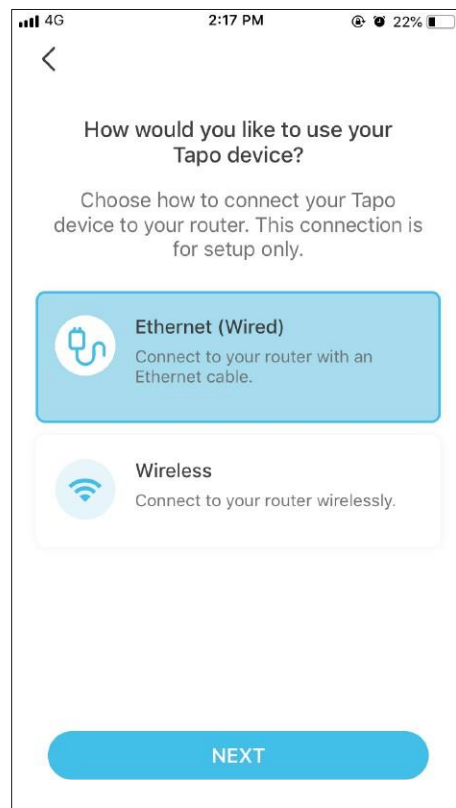 4G 2:17 PM 22%
How would you like to use your
Tapo device?
Choose how to connect your Tapo
device to your router. This connection is
for setup only.
Ethernet (Wired)
Connect to your router with an
Ethernet cable.
Wireless
Connect to your router wirelessly.
NEXT